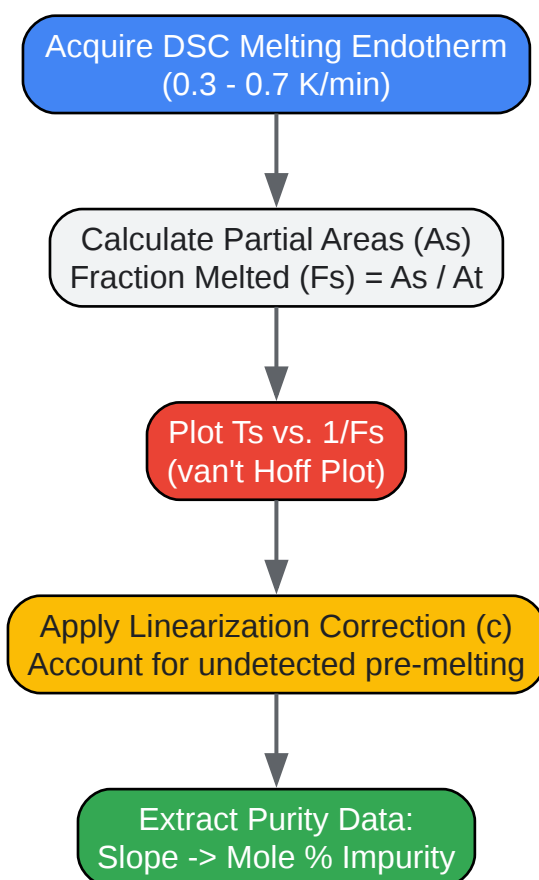 Acquire DSC Melting Endotherm
(0.3 - 0.7 K/min)
Calculate Partial Areas (As)
Fraction Melted (Fs) = As / At
Plot Ts vs. 1/Fs
(van't Hoff Plot)
Apply Linearization Correction (c)
Account for undetected pre-melting
Extract Purity Data:
Slope -> Mole % Impurity